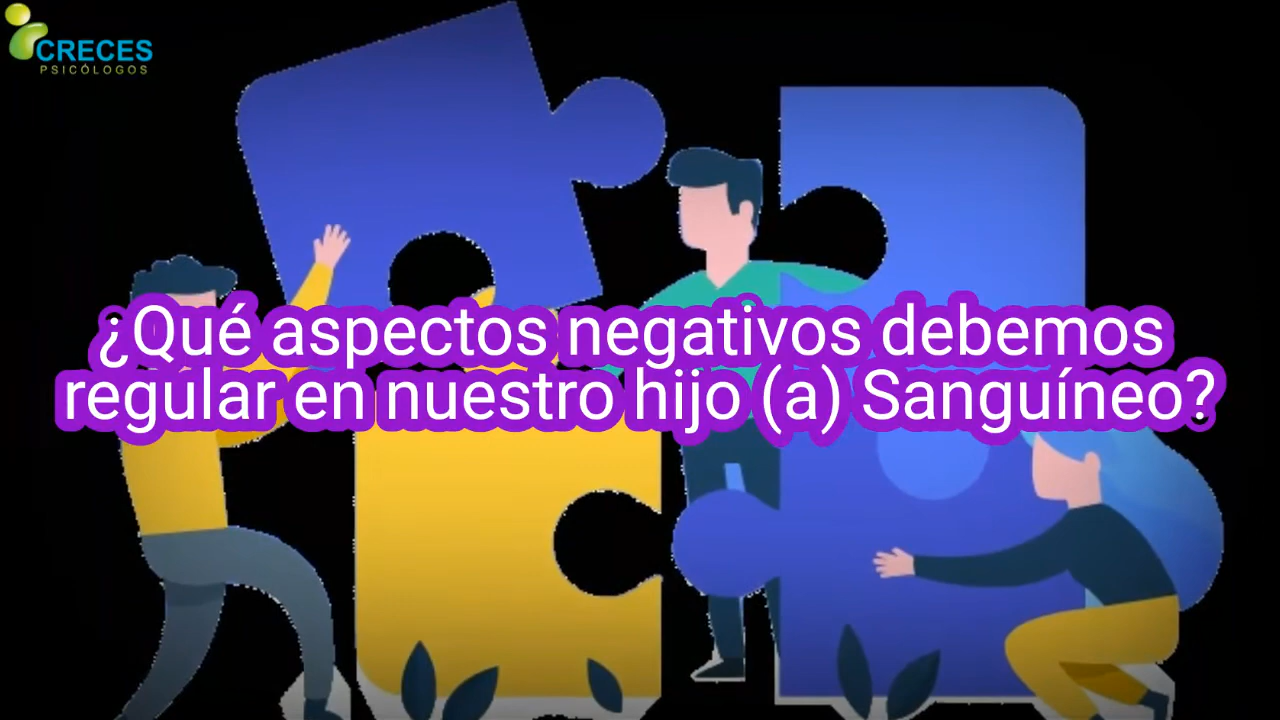 CRECES
PSICÓLOGOS
¿Qué aspectos negativos debemos
regular en nuestro hijo (a) Sanguíneo?